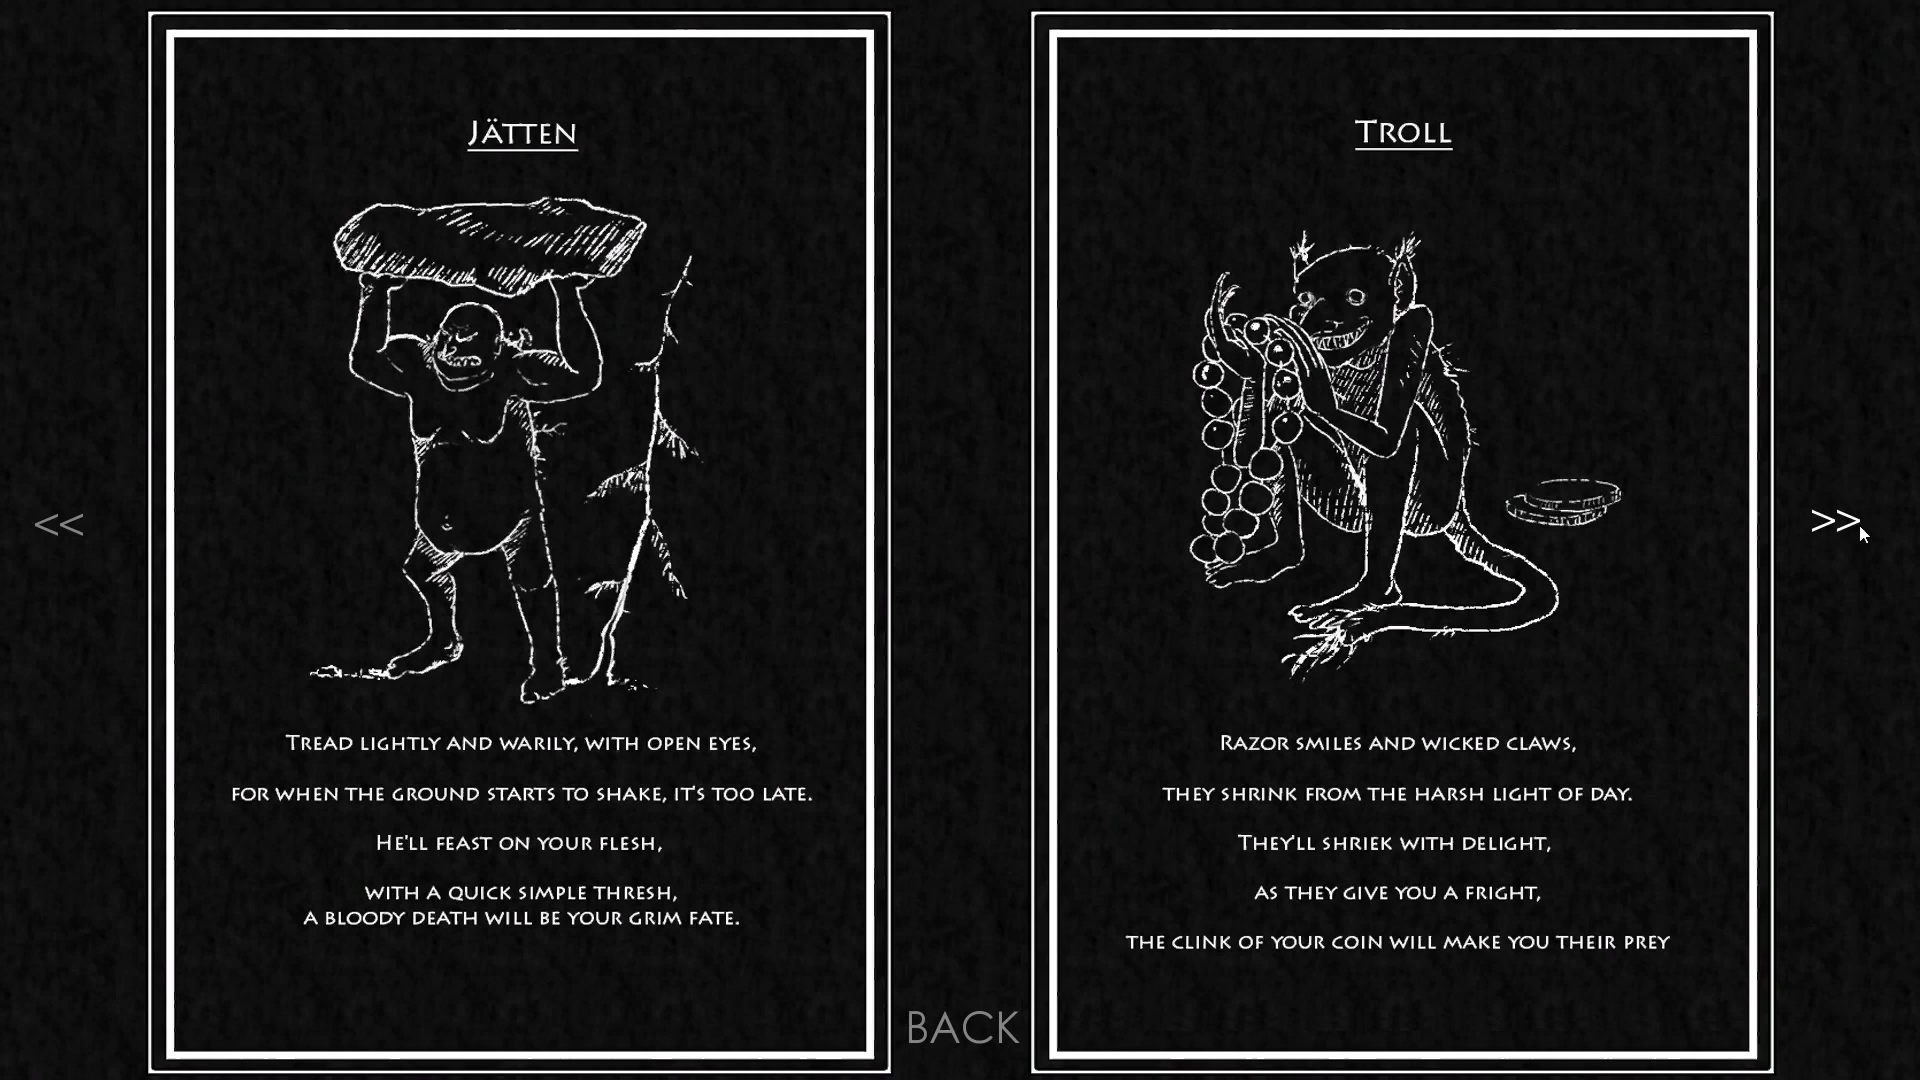 Jätten
Tread lightly and warily, with open eyes,
for when the ground starts to shake, it's too late.
He'll feast on your flesh,
with a quick simple thresh,
a bloody death will be your grim fate.
Troll
Razor smiles and wicked claws,
they shrink from the harsh light of day.
They'll shriek with delight,
as they give you a fright,
the clink of your coin will make you their prey
<<
>>
BACK